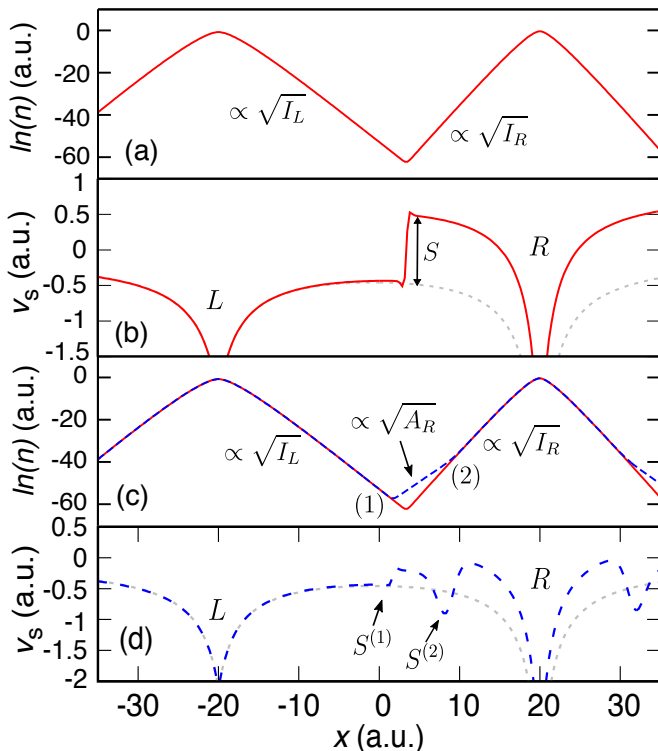 ln(n) (a.u.)
0
-20
-40
-60
∝ √I_L
∝ √I_R
(a)
v_s (a.u.)
1
0.5
0
-0.5
-1
-1.5
L
S
R
(b)
ln(n) (a.u.)
0
-20
-40
-60
∝ √I_L
∝ √A_R
∝ √I_R
(1)
(2)
(c)
v_s (a.u.)
0.5
0
-0.5
-1
-1.5
-2
L
R
S^(1)
S^(2)
(d)
-30 -20 -10 0 10 20 30
x (a.u.)